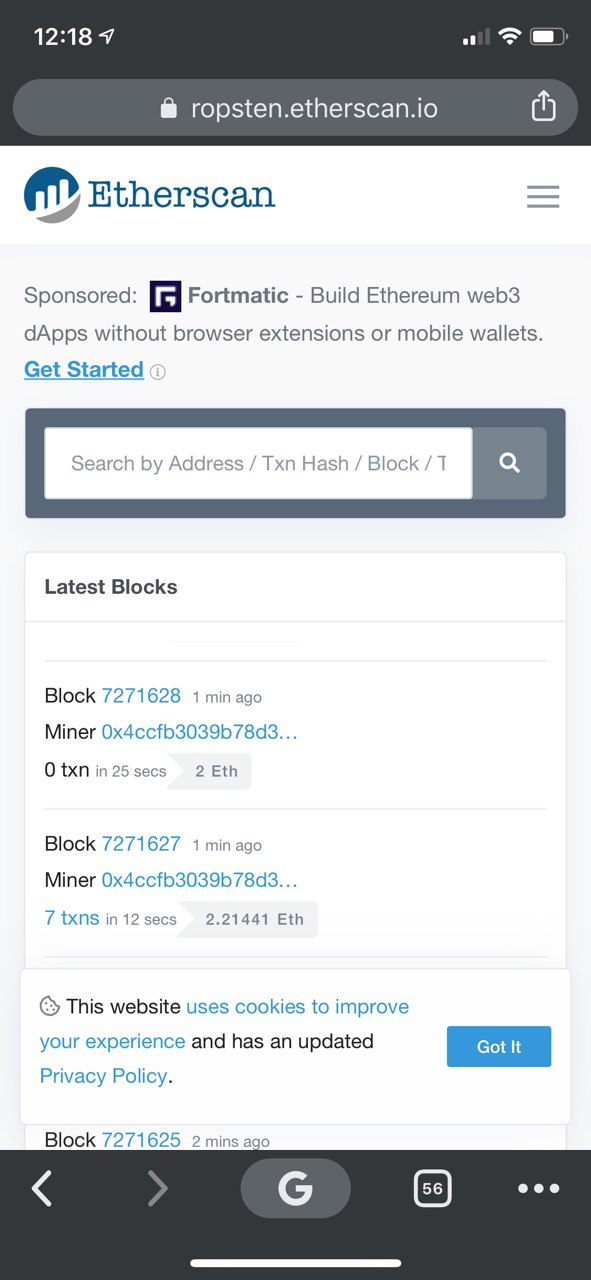 12:18
ropsten.etherscan.io
Etherscan
Sponsored: Fortmatic - Build Ethereum web3
dApps without browser extensions or mobile wallets.
Get Started
Search by Address / Txn Hash / Block / T
Latest Blocks
Block 7271628 1 min ago
Miner 0x4ccfb3039b78d3...
0 txn in 25 secs 2 Eth
Block 7271627 1 min ago
Miner 0x4ccfb3039b78d3...
7 txns in 12 secs 2.21441 Eth
This website uses cookies to improve
your experience and has an updated
Privacy Policy.
Got It
Block 7271625 2 mins ago
G
56